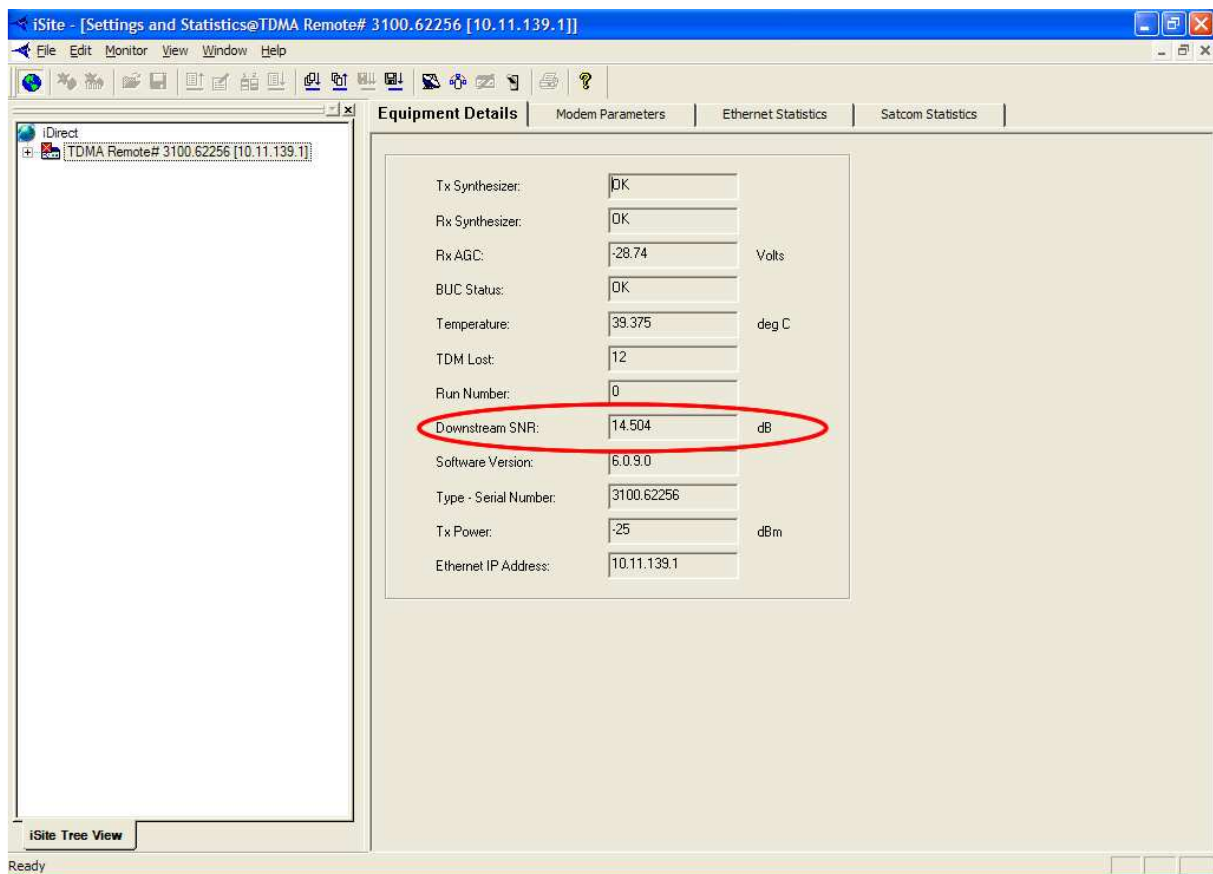 iSite - [Settings and Statistics@TDMA Remote# 3100.62256 [10.11.139.1]]
File Edit Monitor View Window Help
iDirect
TDMA Remote# 3100.62256 [10.11.139.1]
iSite Tree View
Equipment Details Modem Parameters Ethernet Statistics Satcom Statistics
Tx Synthesizer: OK
Rx Synthesizer: OK
Rx AGC: -28.74 Volts
BUC Status: OK
Temperature: 39.375 deg C
TDM Lost: 12
Run Number: 0
Downstream SNR: 14.504 dB
Software Version: 6.0.9.0
Type - Serial Number: 3100.62256
Tx Power: -25 dBm
Ethernet IP Address: 10.11.139.1
Ready